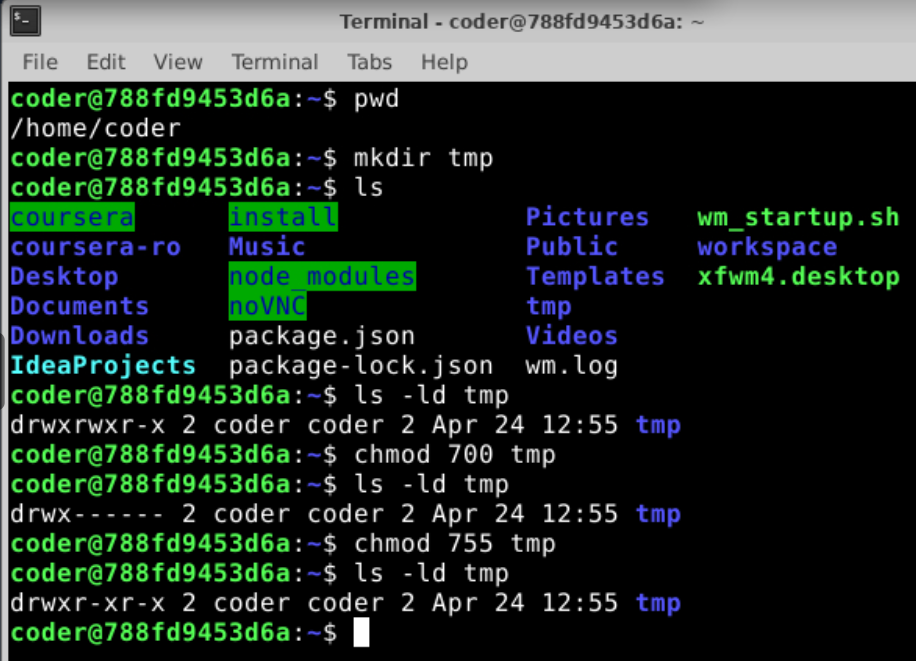 Terminal - coder@788fd9453d6a: ~
File Edit View Terminal Tabs Help
coder@788fd9453d6a:~$ pwd
/home/coder
coder@788fd9453d6a:~$ mkdir tmp
coder@788fd9453d6a:~$ ls
coursera install Pictures wm_startup.sh
coursera-ro Music Public workspace
Desktop node_modules Templates xfwm4.desktop
Documents noVNC tmp
Downloads package.json Videos
IdeaProjects package-lock.json wm.log
coder@788fd9453d6a:~$ ls -ld tmp
drwxrwxr-x 2 coder coder 2 Apr 24 12:55 tmp
coder@788fd9453d6a:~$ chmod 700 tmp
coder@788fd9453d6a:~$ ls -ld tmp
drwx------ 2 coder coder 2 Apr 24 12:55 tmp
coder@788fd9453d6a:~$ chmod 755 tmp
coder@788fd9453d6a:~$ ls -ld tmp
drwxr-xr-x 2 coder coder 2 Apr 24 12:55 tmp
coder@788fd9453d6a:~$